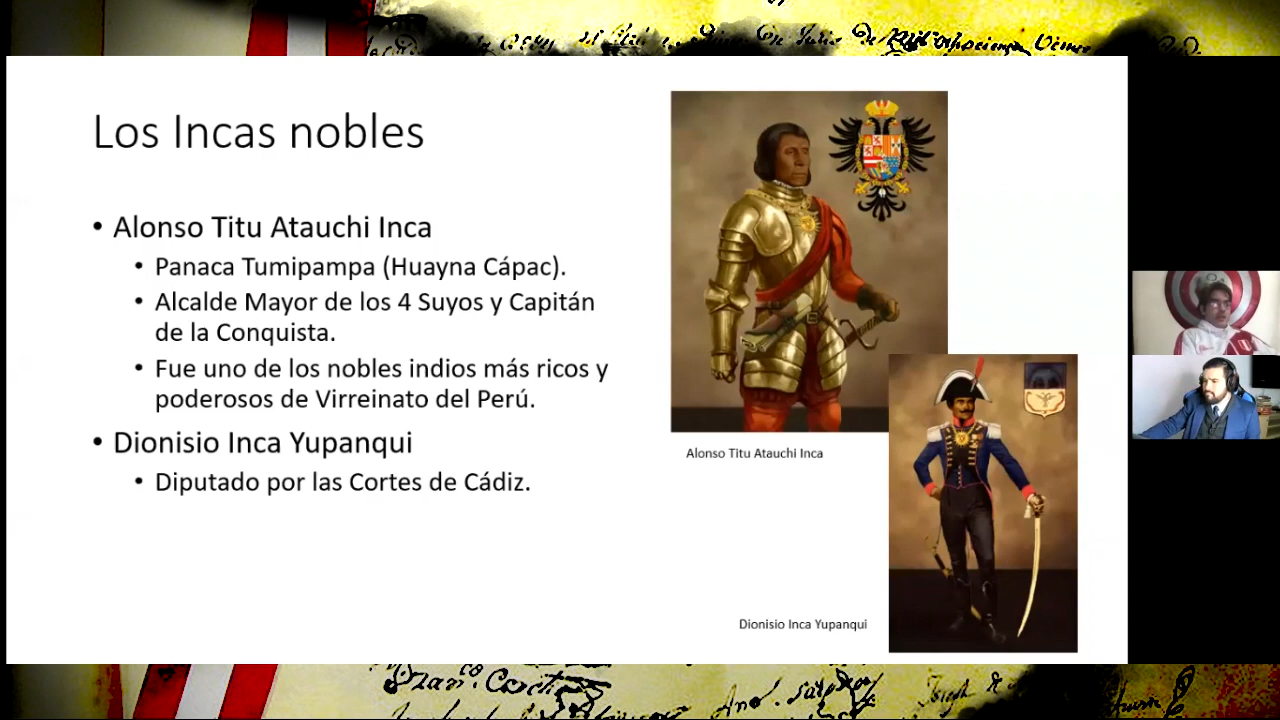 Los Incas nobles
• Alonso Titu Atauchi Inca
• Panaca Tumipampa (Huayna Cápac).
• Alcalde Mayor de los 4 Suyos y Capitán
de la Conquista.
• Fue uno de los nobles indios más ricos y
poderosos de Virreinato del Perú.
• Dionisio Inca Yupanqui
• Diputado por las Cortes de Cádiz.
Alonso Titu Atauchi Inca
Dionisio Inca Yupanqui